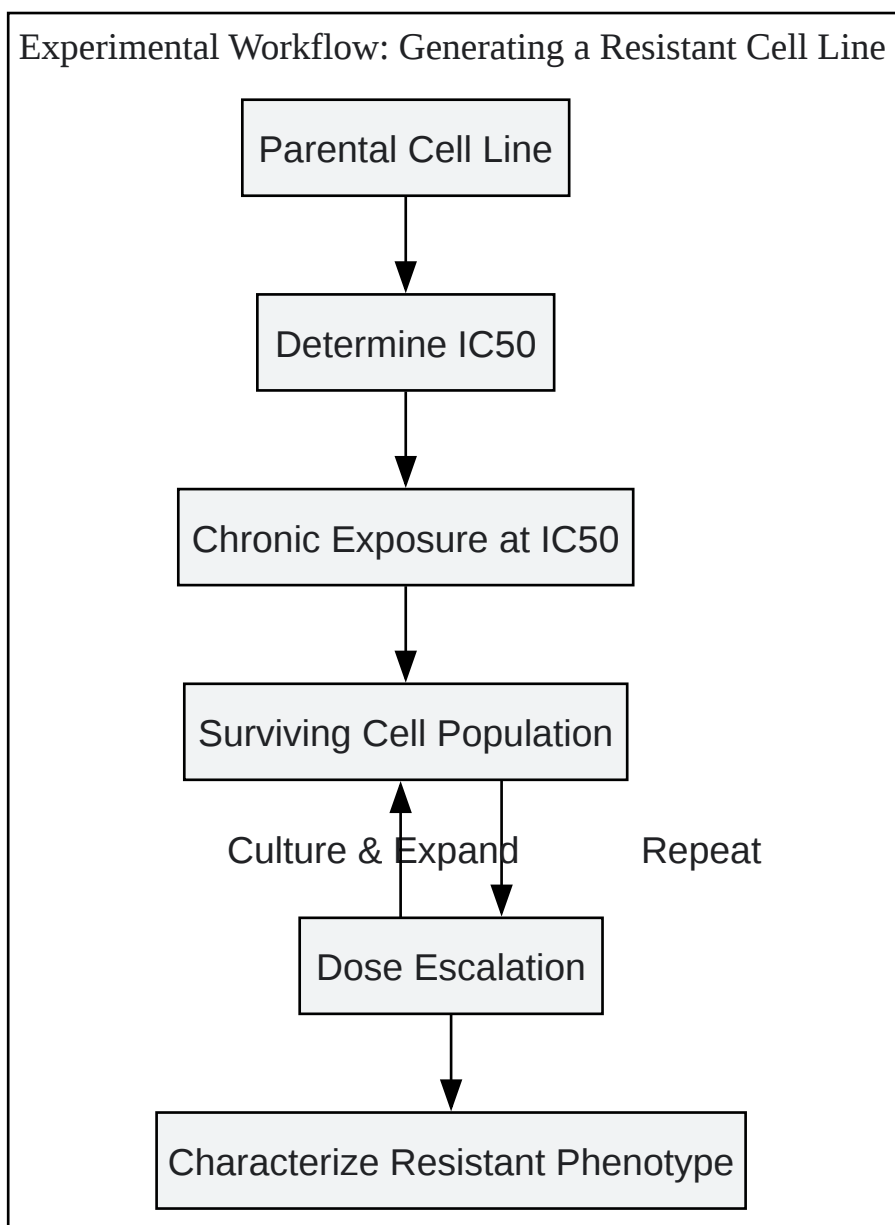 Experimental Workflow: Generating a Resistant Cell Line
Parental Cell Line
Determine IC50
Chronic Exposure at IC50
Surviving Cell Population
Culture & Expand
Repeat
Dose Escalation
Characterize Resistant Phenotype